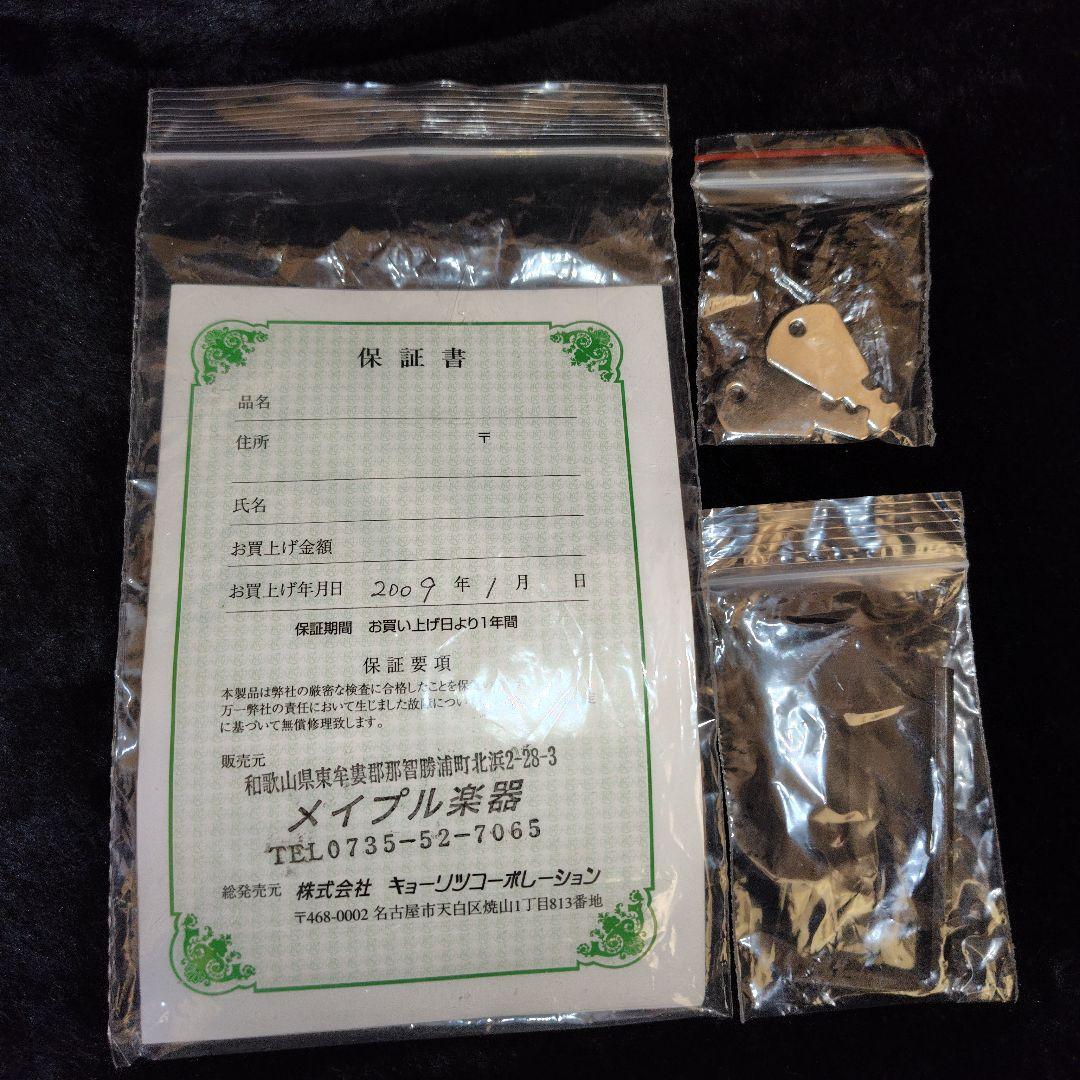 保証書
品名
住所 〒
氏名
お買上げ金額
お買上げ年月日 2009年1月 日
保証期間 お買い上げ日より1年間
保証要項
本製品は弊社の厳密な検査に合格したことを保
万一弊社の責任において生じました故障につい
に基づいて無償修理致します。
販売元
和歌山県東牟婁郡那智勝浦町北浜2-28-3
メイプル楽器
TEL0735-52-7065
総発売元 株式会社 キョーリツコーポレーション
〒468-0002 名古屋市天白区焼山1丁目813番地